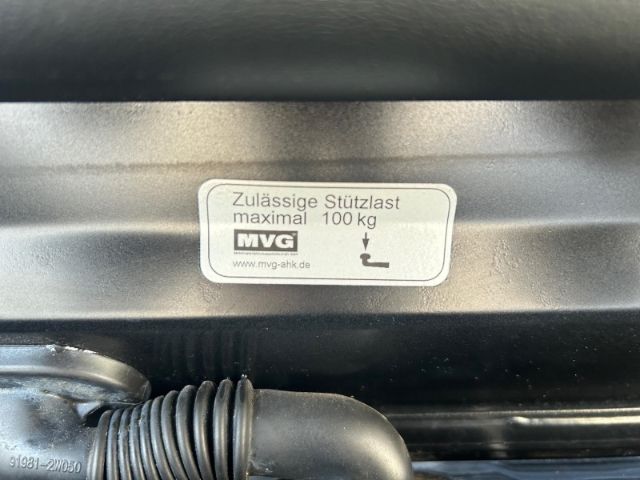 Zulässige Stützlast
maximal 100 kg
MVG
www.mvg-ahk.de
91981-2W050